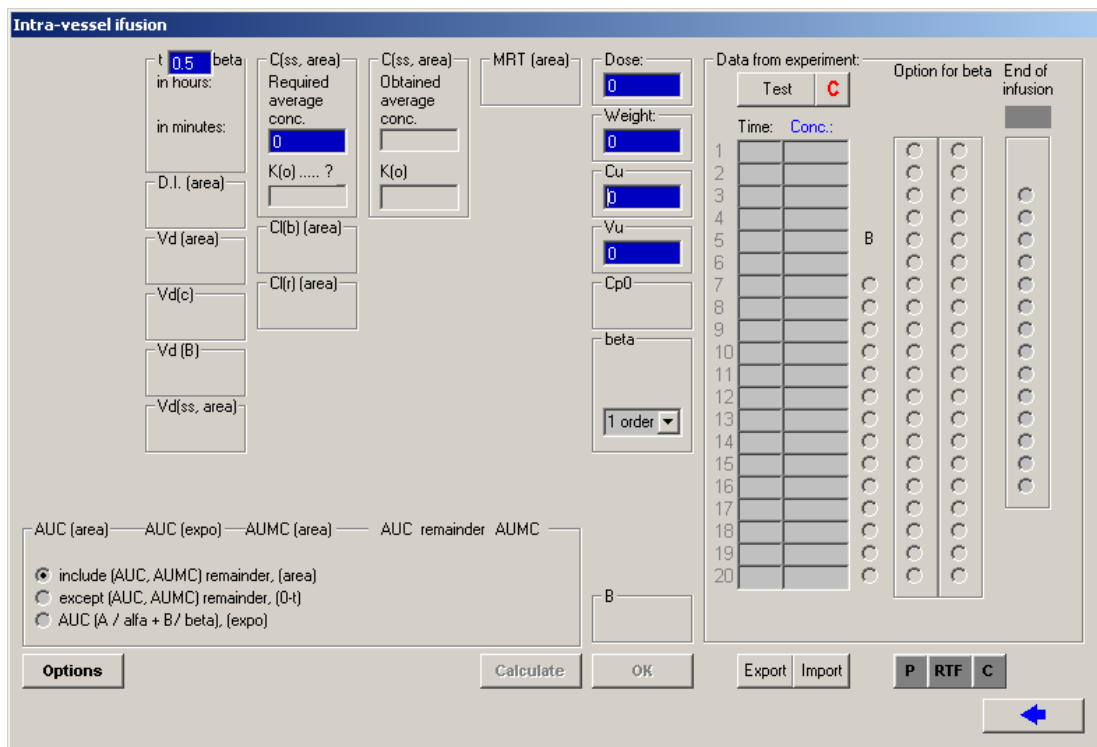 Intra-vessel ifusion
t 0.5 beta
in hours:
in minutes:
D.I. (area)
Vd (area)
Vd(c)
Vd (B)
Vd(ss, area)
C(ss, area)
Required
average
conc.
0
K(o) ..... ?
Cl(b) (area)
Cl(r) (area)
C(ss, area)
Obtained
average
conc.
K(o)
MRT (area)
Dose:
0
Weight:
0
Cu
0
Vu
0
Cp0
beta
1 order
B
Data from experiment:
Test C
Time: Conc.:
Option for beta
End of
infusion
1
2
3
4
5 B
6
7
8
9
10
11
12
13
14
15
16
17
18
19
20
AUC (area) AUC (expo) AUMC (area) AUC remainder AUMC
include (AUC, AUMC) remainder, (area)
except (AUC, AUMC) remainder, (0-t)
AUC (A / alfa + B/ beta), (expo)
Options Calculate OK Export Import P RTF C